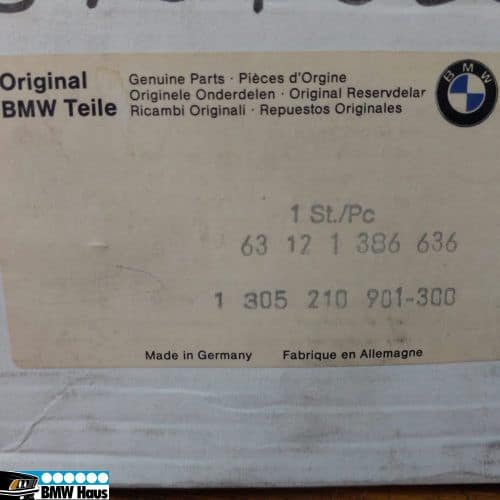 Original
BMW Teile
Genuine Parts · Pièces d'Orgine
Originele Onderdelen · Original Reservdelar
Ricambi Originali · Repuestos Originales
BMW
1 St./Pc
63 12 1 386 636
1 305 210 901-300
Made in Germany Fabrique en Allemagne
BMW Haus